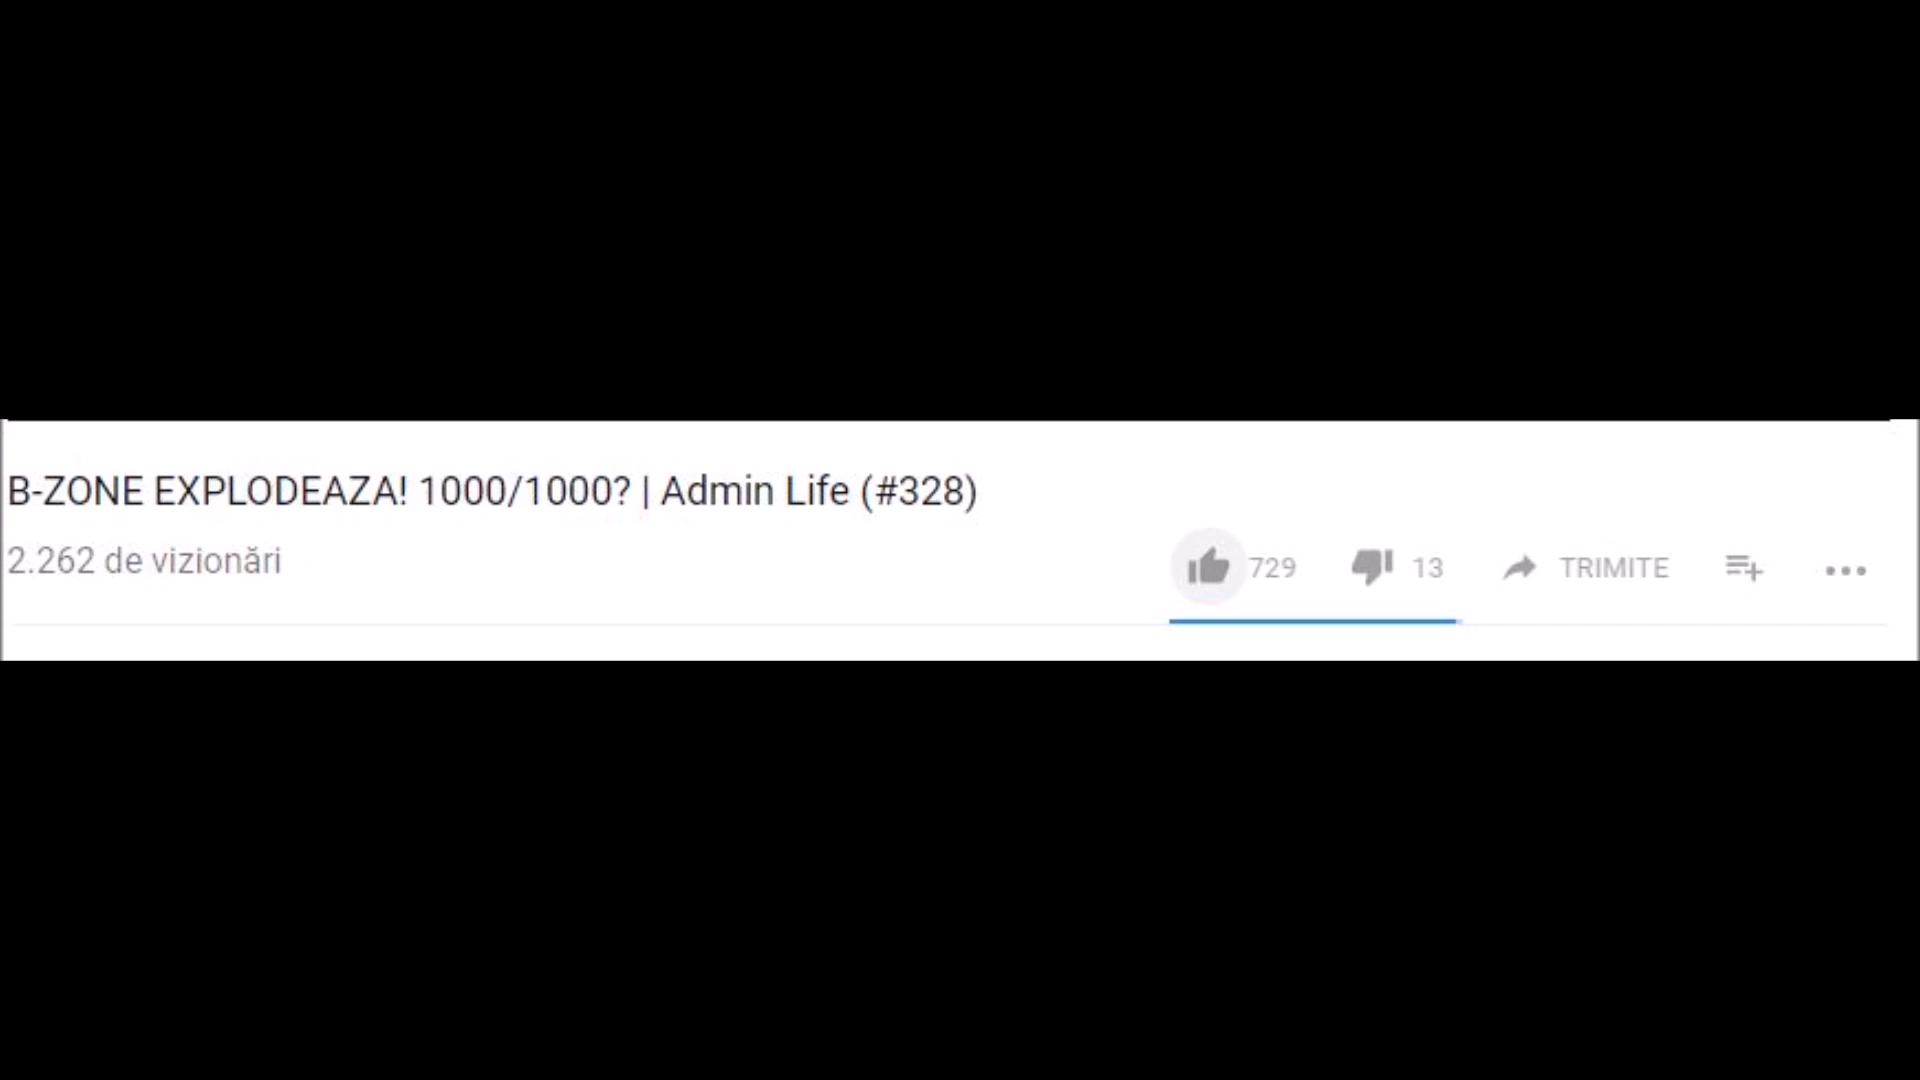 B-ZONE EXPLODEAZA! 1000/1000? | Admin Life (#328)
2.262 de vizionări
729 13 TRIMITE